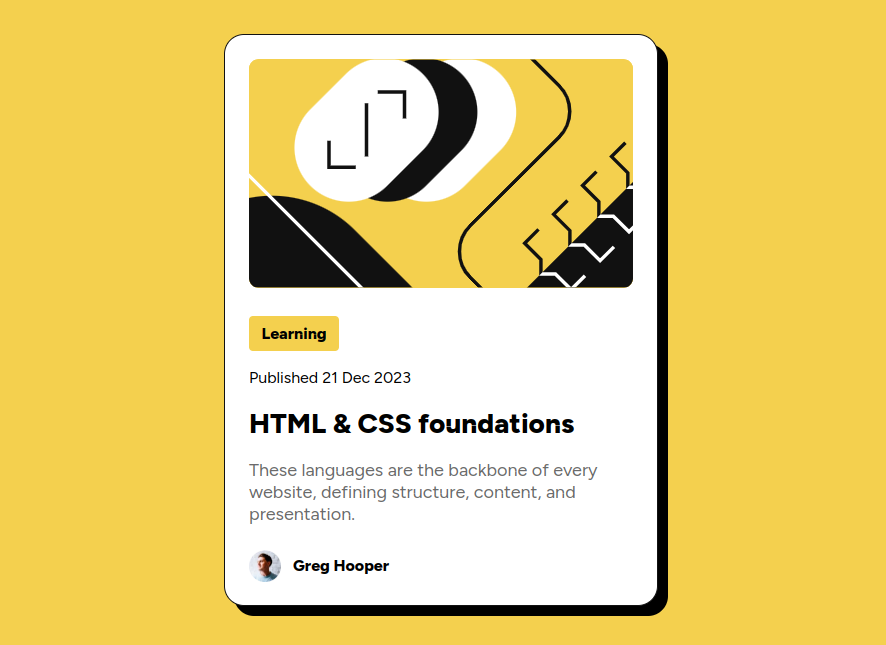 Learning
Published 21 Dec 2023
HTML & CSS foundations
These languages are the backbone of every
website, defining structure, content, and
presentation.
Greg Hooper